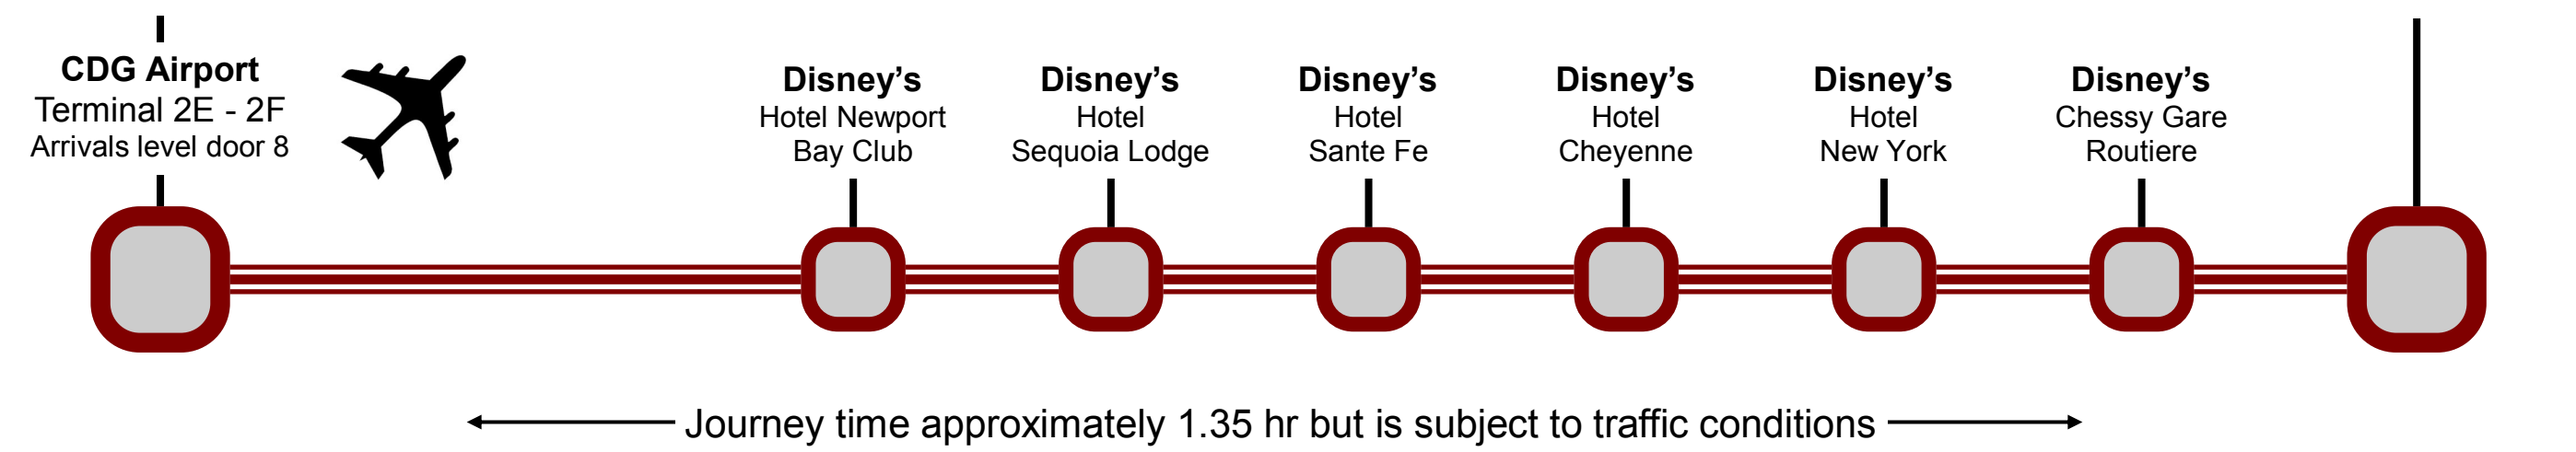 CDG Airport
Terminal 2E - 2F
Arrivals level door 8
Disney’s
Hotel Newport
Bay Club
Disney’s
Hotel
Sequoia Lodge
Disney’s
Hotel
Sante Fe
Disney’s
Hotel
Cheyenne
Disney’s
Hotel
New York
Disney’s
Chessy Gare
Routiere
Journey time approximately 1.35 hr but is subject to traffic conditions